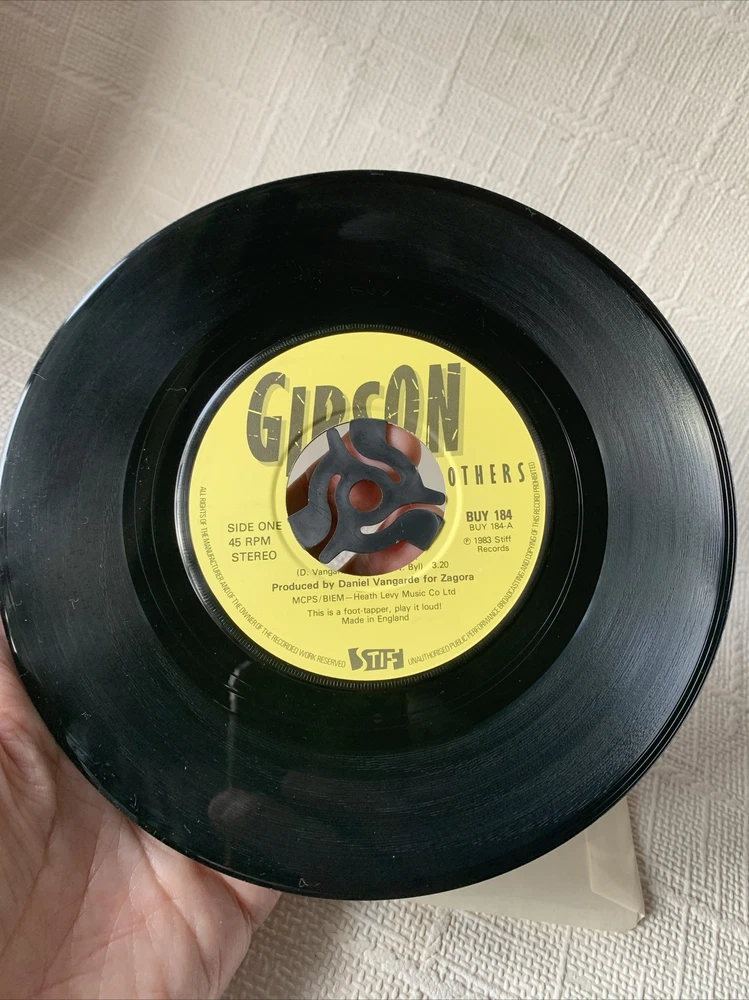 GIBSON
OTHERS
SIDE ONE
45 RPM
STEREO
BUY 184
BUY 184-A
℗ 1983 Stiff
Records
(D. Vangar Byl) 3.20
Produced by Daniel Vangarde for Zagora
MCPS/BIEM – Heath Levy Music Co Ltd
This is a foot-tapper, play it loud!
Made in England
ALL RIGHTS OF THE MANUFACTURER AND OF THE OWNER OF THE RECORDED WORK RESERVED
STIFF
UNAUTHORISED PUBLIC PERFORMANCE BROADCASTING AND COPYING OF THIS RECORD PROHIBITED